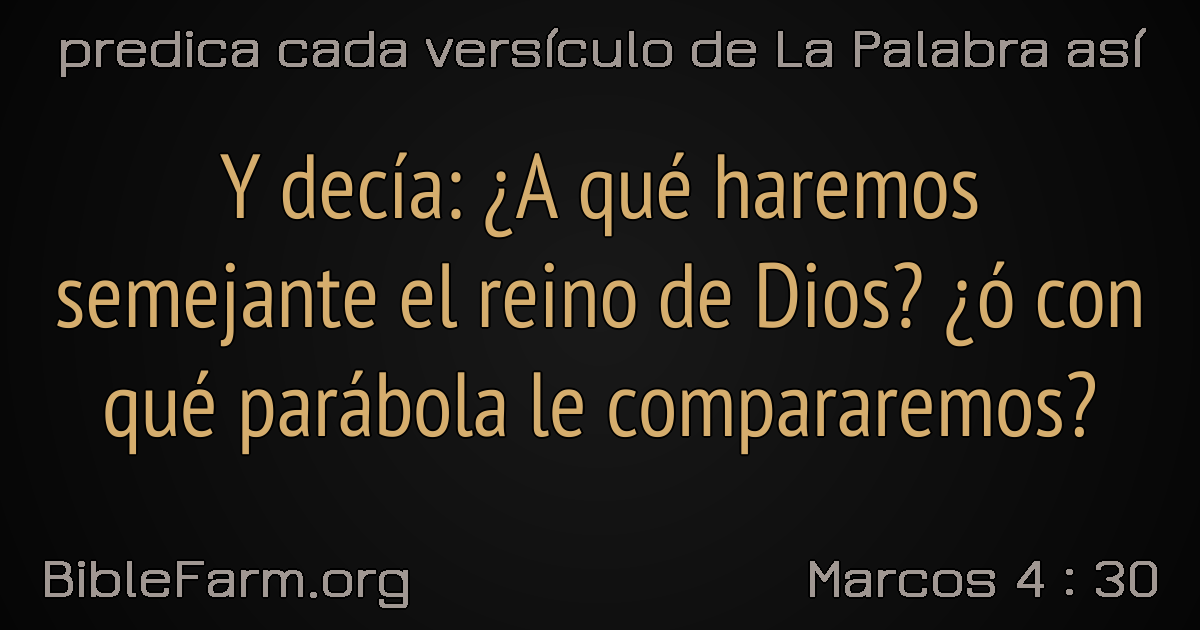 predica cada versículo de La Palabra así
Y decía: ¿A qué haremos
semejante el reino de Dios? ¿ó con
qué parábola le compararemos?
BibleFarm.org
Marcos 4 : 30